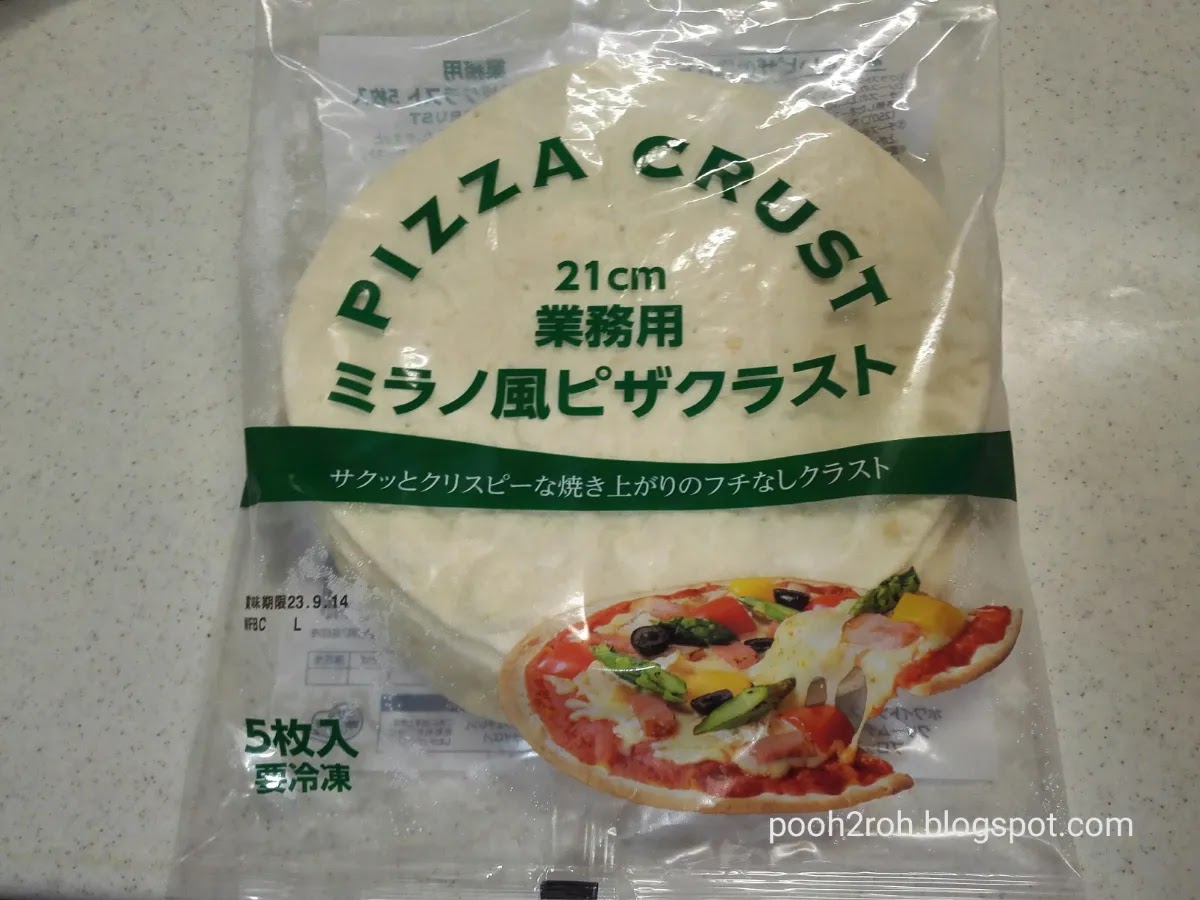 PIZZA CRUST
21cm
業務用
ミラノ風ピザクラスト
サクッとクリスピーな焼き上がりのフチなしクラスト
賞味期限23.9.14
L
5枚入
要冷凍
pooh2roh.blogspot.com